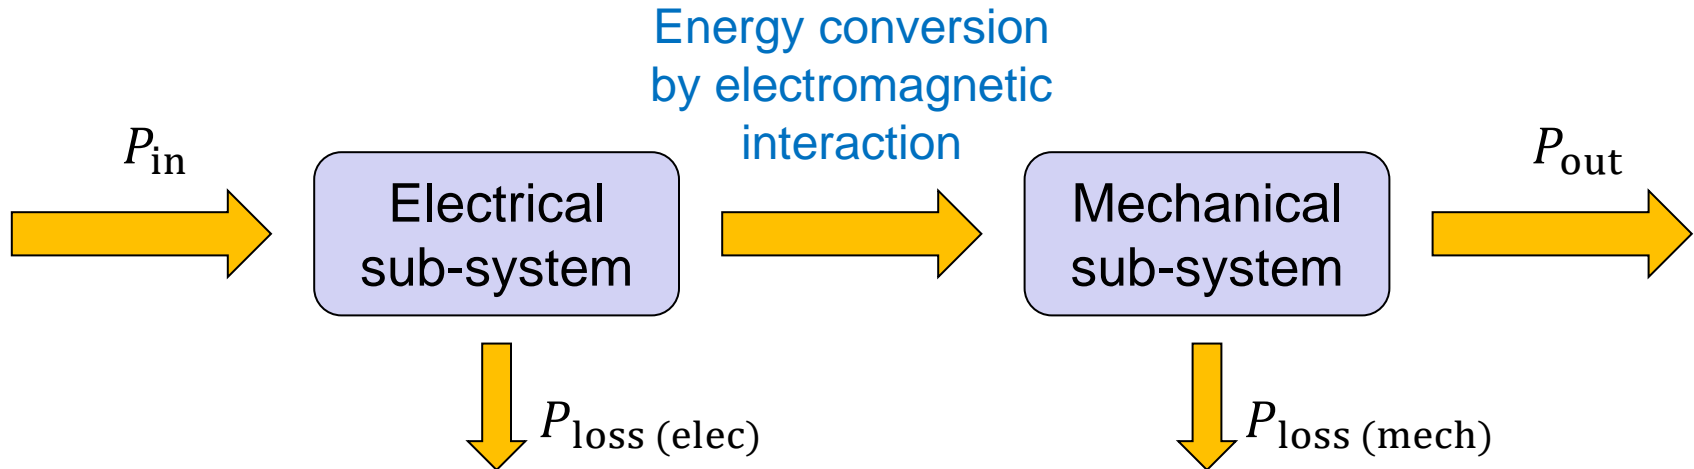 Energy conversion
by electromagnetic
interaction
P_in
Electrical
sub-system
Mechanical
sub-system
P_out
P_loss (elec)
P_loss (mech)